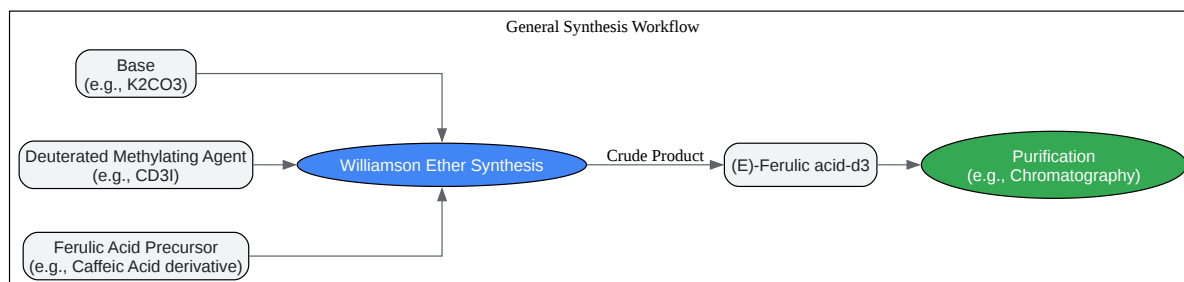 General Synthesis Workflow
Base
(e.g., K2CO3)
Deuterated Methylating Agent
(e.g., CD3I)
Ferulic Acid Precursor
(e.g., Caffeic Acid derivative)
Williamson Ether Synthesis
Crude Product
(E)-Ferulic acid-d3
Purification
(e.g., Chromatography)